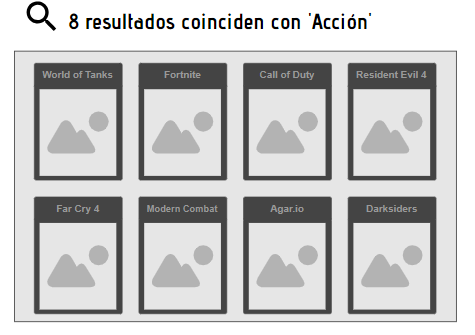 8 resultados coinciden con 'Acción'
World of Tanks
Fortnite
Call of Duty
Resident Evil 4
Far Cry 4
Modern Combat
Agar.io
Darksiders